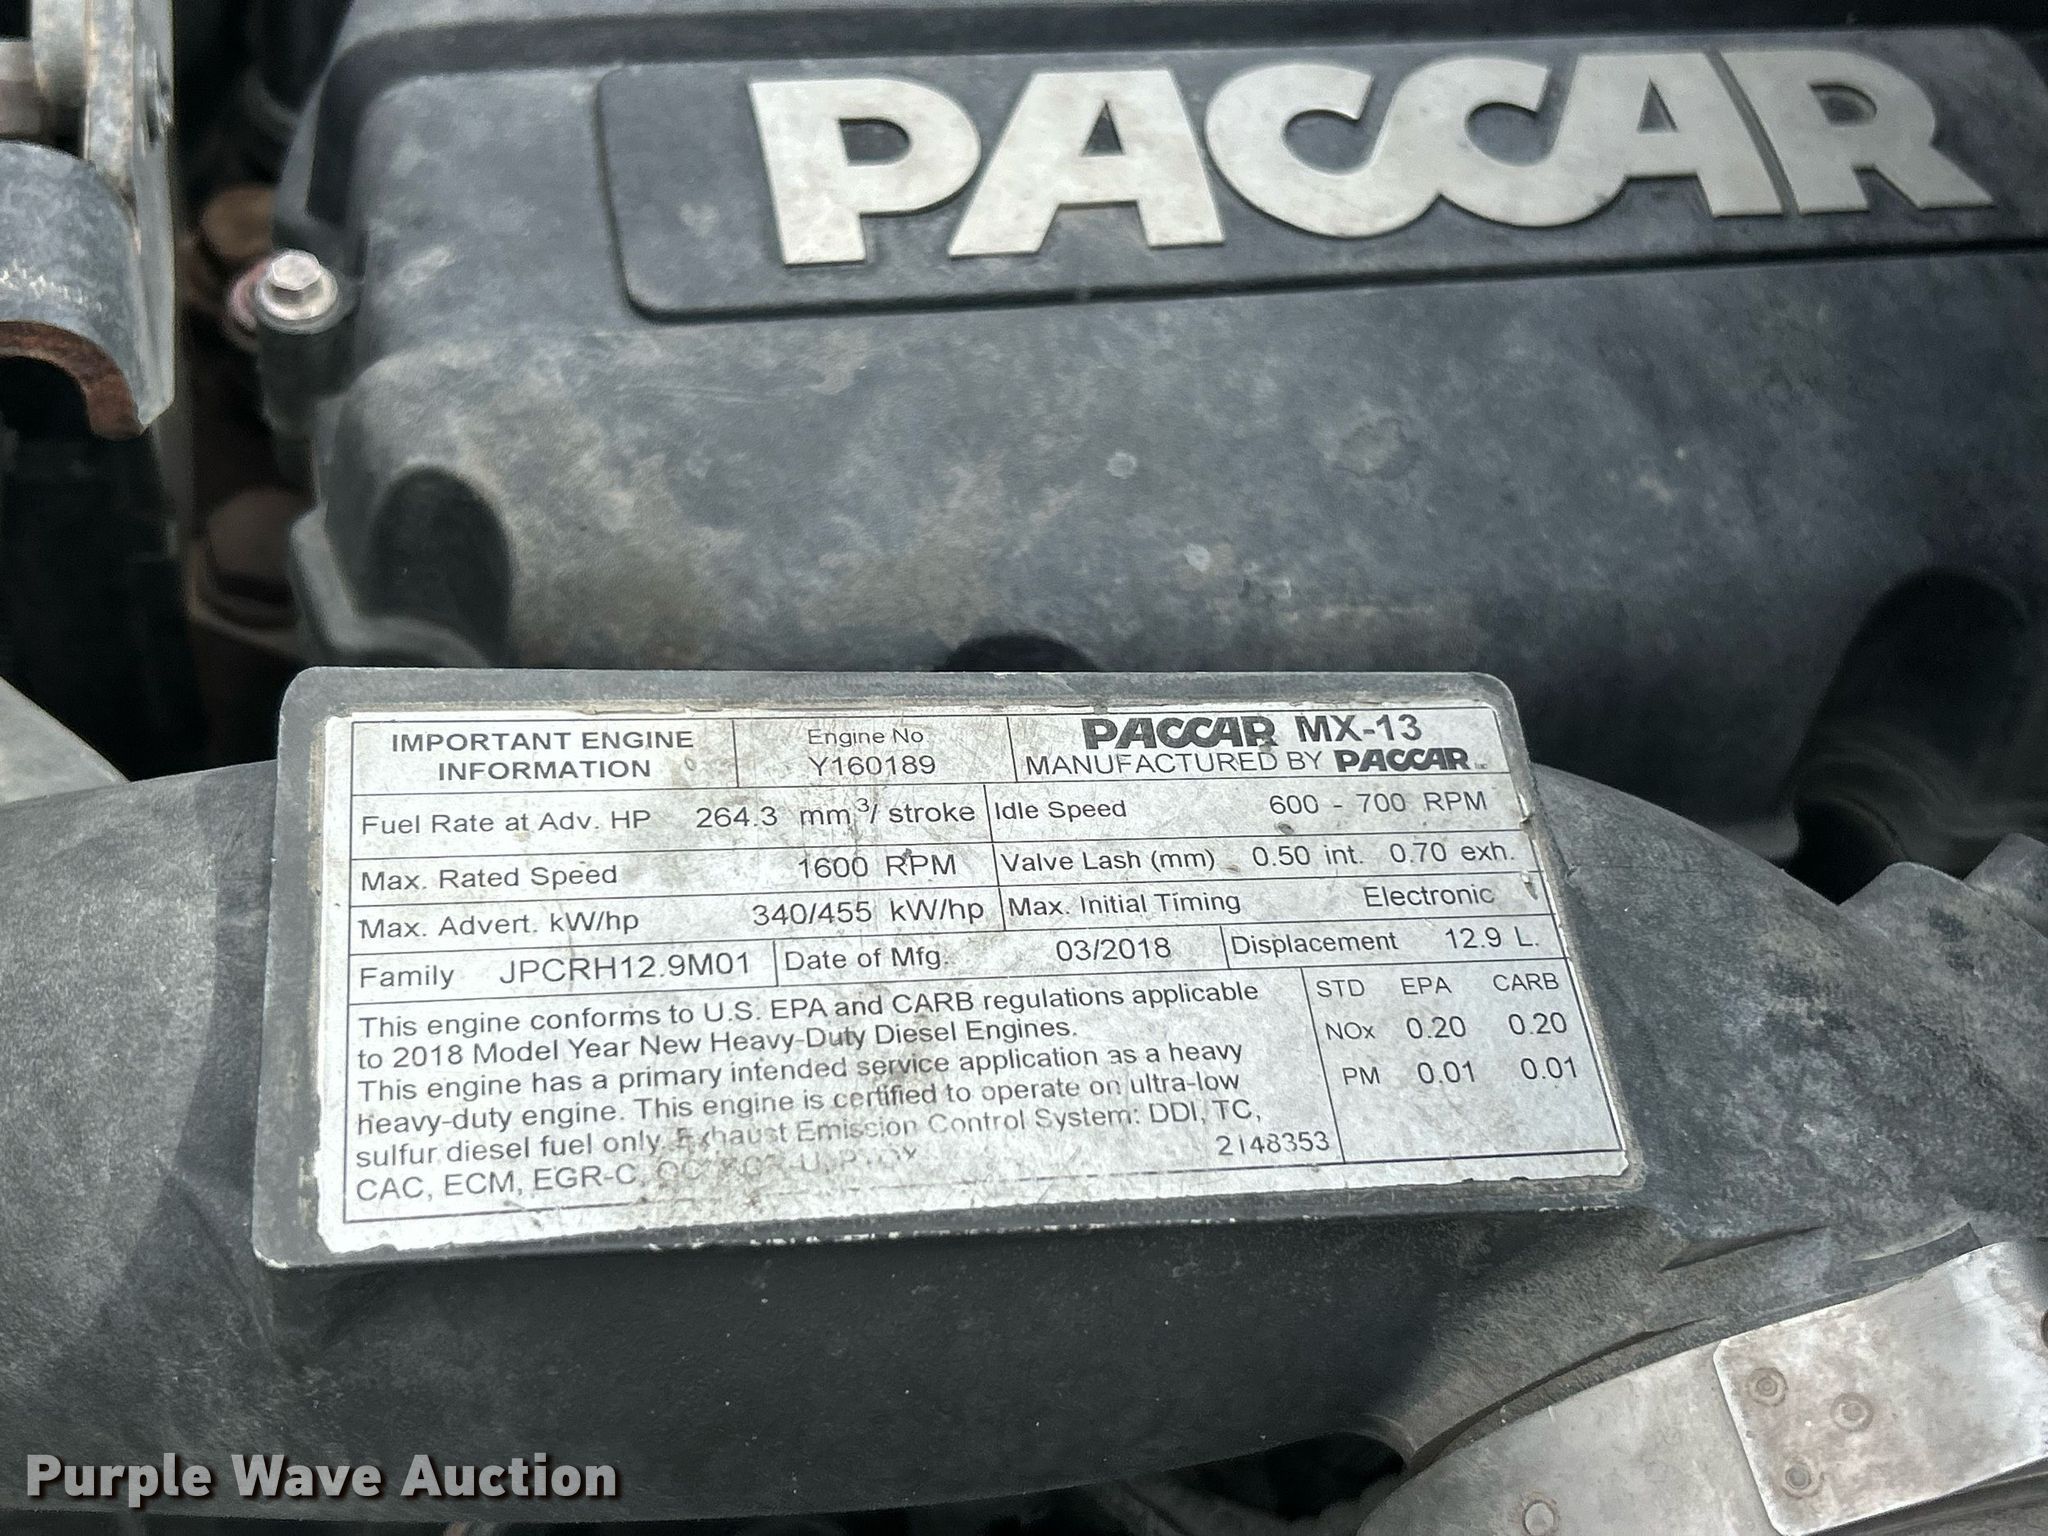 PACCAR
IMPORTANT ENGINE
INFORMATION
Engine No
Y160189
PACCAR MX-13
MANUFACTURED BY PACCAR
Fuel Rate at Adv. HP 264.3 mm³/ stroke
Idle Speed 600 - 700 RPM
Max. Rated Speed 1600 RPM
Valve Lash (mm) 0.50 int. 0.70 exh.
Max. Advert. kW/hp 340/455 kW/hp
Max. Initial Timing Electronic
Family JPCRH12.9M01
Date of Mfg. 03/2018
Displacement 12.9 L.
This engine conforms to U.S. EPA and CARB regulations applicable
to 2018 Model Year New Heavy-Duty Diesel Engines.
This engine has a primary intended service application as a heavy
heavy-duty engine. This engine is certified to operate on ultra-low
sulfur diesel fuel only. Exhaust Emission Control System: DDI, TC,
CAC, ECM, EGR-C,
2148353
STD EPA CARB
NOx 0.20 0.20
PM 0.01 0.01
Purple Wave Auction